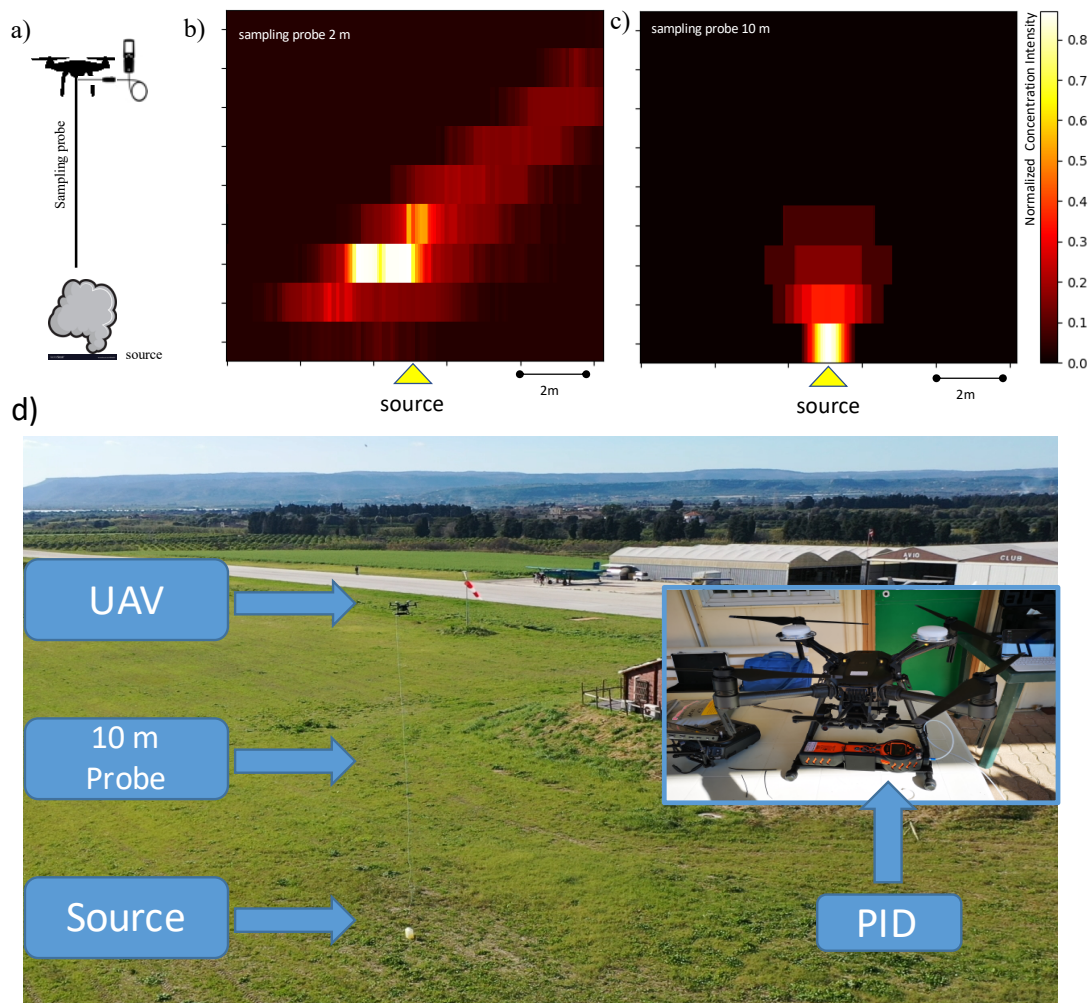 a)
Sampling probe
source
b)
sampling probe 2 m
source
2m
c)
sampling probe 10 m
source
2m
Normalized Concentration Intensity
0.8
0.7
0.6
0.5
0.4
0.3
0.2
0.1
0.0
d)
UAV
10 m
Probe
Source
AVIO
CLUB
PID